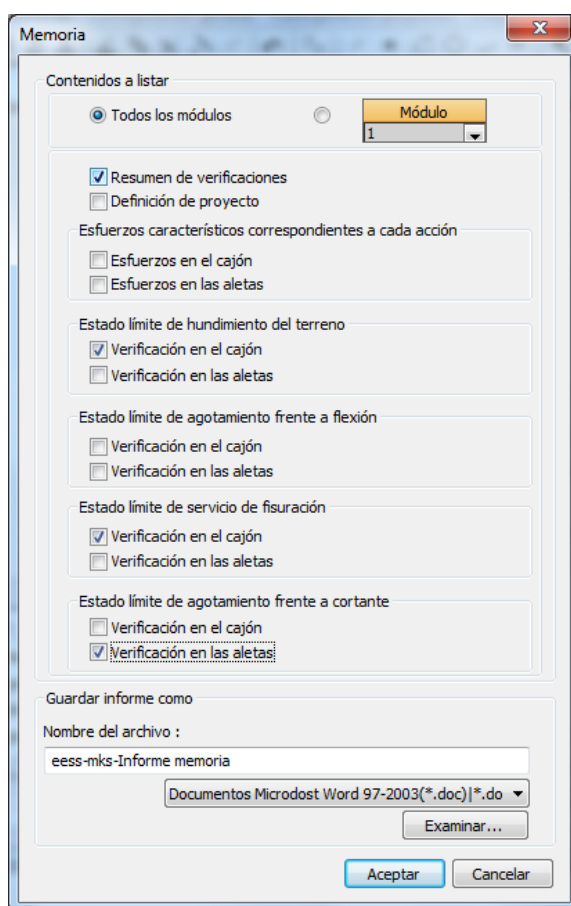 Memoria
Contenidos a listar
Todos los módulos
Módulo
1
Resumen de verificaciones
Definición de proyecto
Esfuerzos característicos correspondientes a cada acción
Esfuerzos en el cajón
Esfuerzos en las aletas
Estado límite de hundimiento del terreno
Verificación en el cajón
Verificación en las aletas
Estado límite de agotamiento frente a flexión
Verificación en el cajón
Verificación en las aletas
Estado límite de servicio de fisuración
Verificación en el cajón
Verificación en las aletas
Estado límite de agotamiento frente a cortante
Verificación en el cajón
Verificación en las aletas
Guardar informe como
Nombre del archivo :
eess-mks-Informe memoria
Documentos Microdost Word 97-2003(*.doc)|*.do
Examinar...
Aceptar
Cancelar